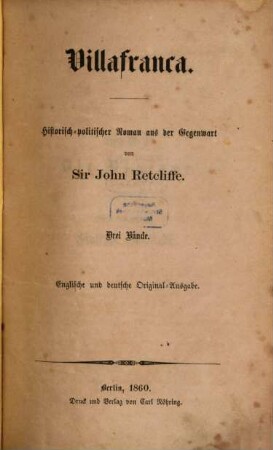 Villafranca.
Historisch-politischer Roman aus der Gegenwart
von
Sir John Retcliffe.
Drei Bände.
Englische und deutsche Original-Ausgabe.
Berlin, 1860.
Druck und Verlag von Carl Nöhring.